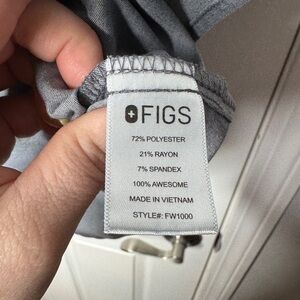 FIGS
72% POLYESTER
21% RAYON
7% SPANDEX
100% AWESOME
MADE IN VIETNAM
STYLE#: FW1000